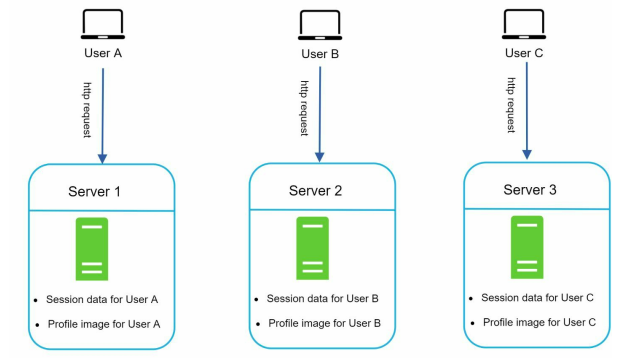 User A
User B
User C
http request
http request
http request
Server 1
Server 2
Server 3
• Session data for User A
• Profile image for User A
• Session data for User B
• Profile image for User B
• Session data for User C
• Profile image for User C